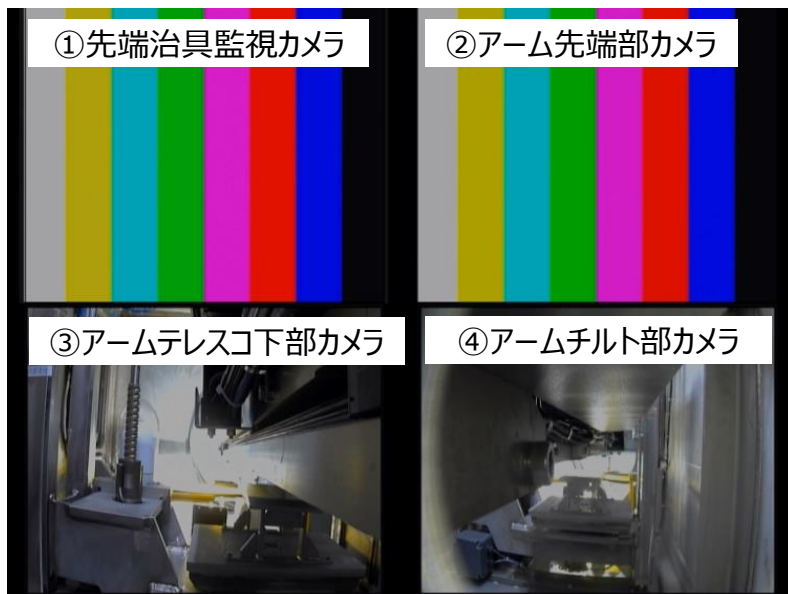 ①先端治具監視カメラ
②アーム先端部カメラ
③アームテレスコ下部カメラ
④アームチルト部カメラ